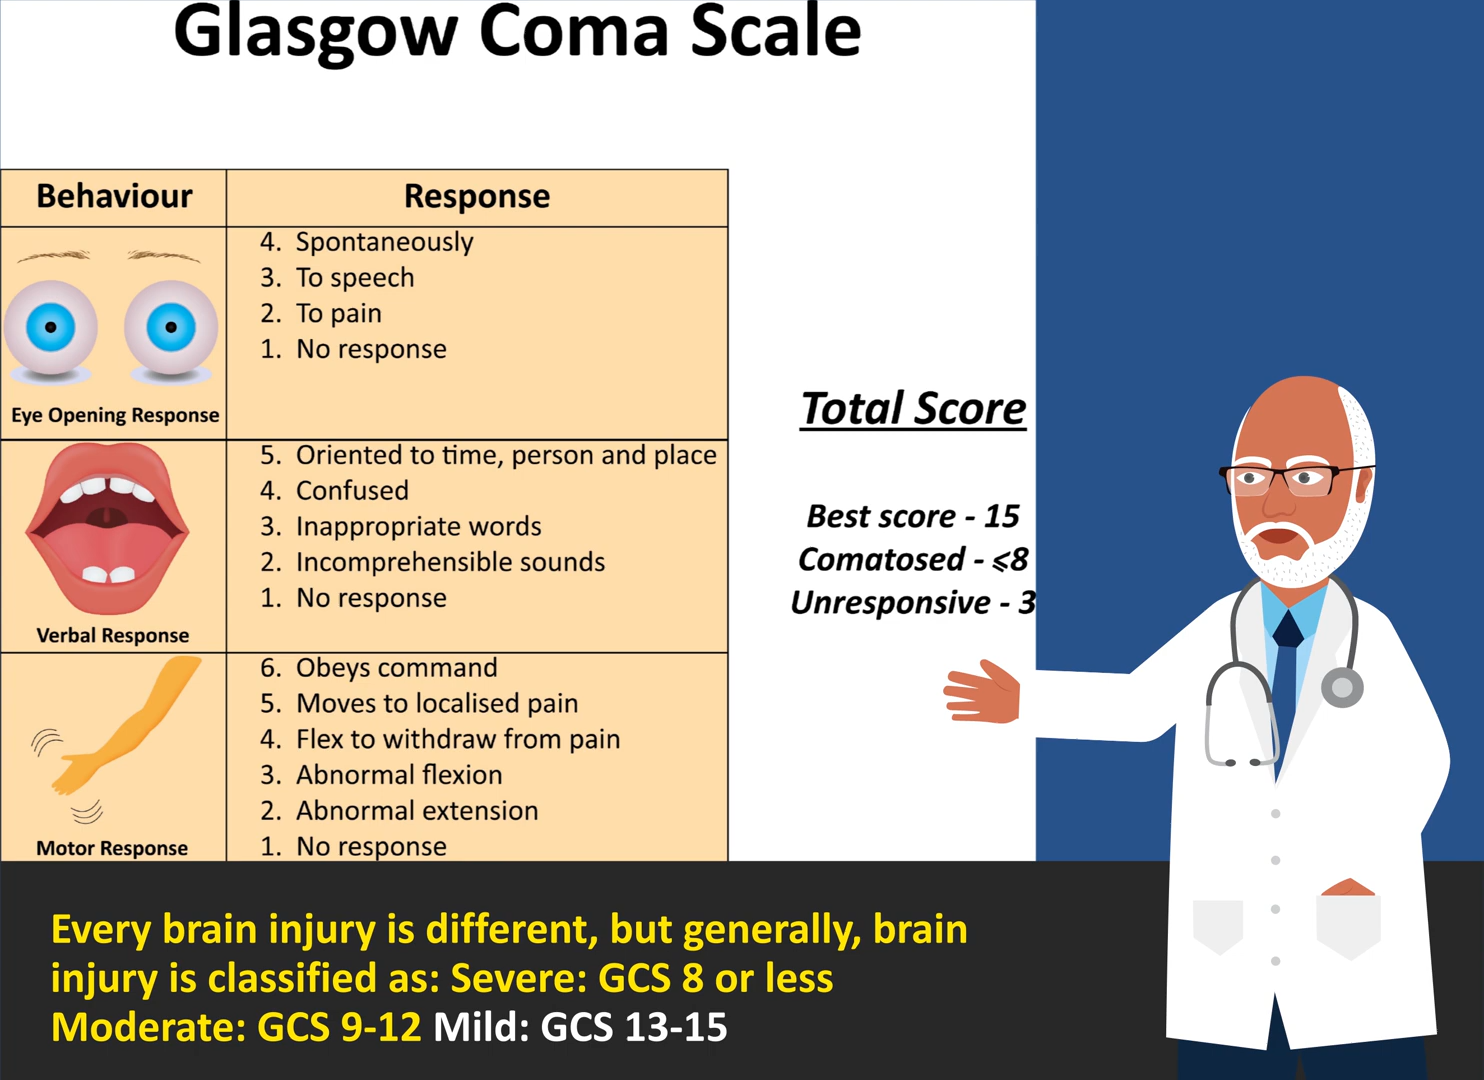 Glasgow Coma Scale
Behaviour
Response
Eye Opening Response
4. Spontaneously
3. To speech
2. To pain
1. No response
Verbal Response
5. Oriented to time, person and place
4. Confused
3. Inappropriate words
2. Incomprehensible sounds
1. No response
Motor Response
6. Obeys command
5. Moves to localised pain
4. Flex to withdraw from pain
3. Abnormal flexion
2. Abnormal extension
1. No response
Total Score
Best score - 15
Comatosed - ⩽8
Unresponsive - 3
Every brain injury is different, but generally, brain
injury is classified as: Severe: GCS 8 or less
Moderate: GCS 9-12 Mild: GCS 13-15